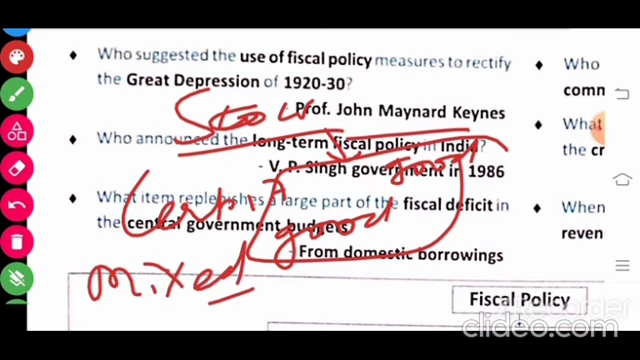 Who suggested the use of fiscal policy measures to rectify
the Great Depression of 1920-30?
Prof. John Maynard Keynes
Who announced the long-term fiscal policy in India?
- V. P. Singh government in 1986
What item replenishes a large part of the fiscal deficit in
the central government budgets?
- From domestic borrowings
Who
comn
What
the cr
When
reven
good
good
mixed
Fiscal Policy
clideo.com